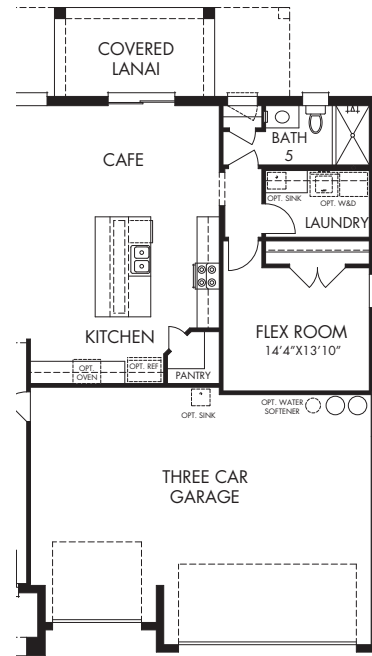 COVERED
LANAI
CAFE
BATH
5
OPT. SINK
OPT. W&D
LAUNDRY
KITCHEN
FLEX ROOM
14'4"X13'10"
OPT.
OVEN
OPT. REF
PANTRY
OPT. SINK
OPT. WATER
SOFTENER
THREE CAR
GARAGE